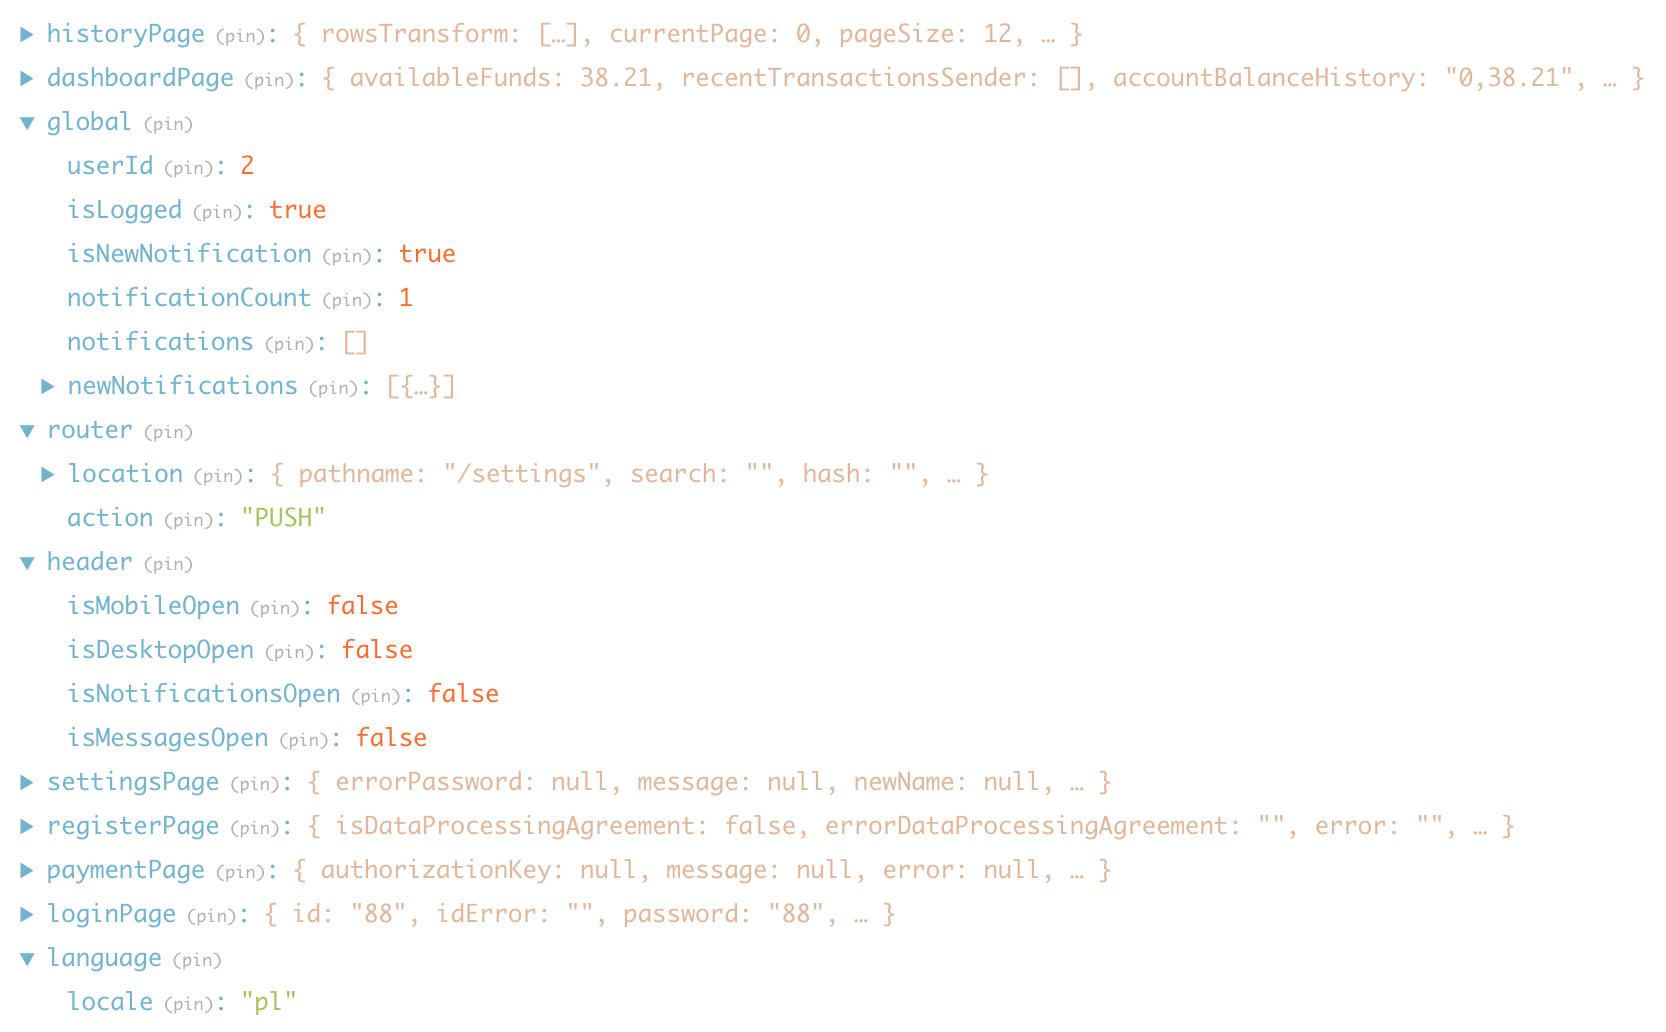 ▶ historyPage (pin): { rowsTransform: […], currentPage: 0, pageSize: 12, … }
▶ dashboardPage (pin): { availableFunds: 38.21, recentTransactionsSender: [], accountBalanceHistory: "0,38.21", … }
▼ global (pin)
userId (pin): 2
isLogged (pin): true
isNewNotification (pin): true
notificationCount (pin): 1
notifications (pin): []
▶ newNotifications (pin): [{…}]
▼ router (pin)
▶ location (pin): { pathname: "/settings", search: "", hash: "", … }
action (pin): "PUSH"
▼ header (pin)
isMobileOpen (pin): false
isDesktopOpen (pin): false
isNotificationsOpen (pin): false
isMessagesOpen (pin): false
▶ settingsPage (pin): { errorPassword: null, message: null, newName: null, … }
▶ registerPage (pin): { isDataProcessingAgreement: false, errorDataProcessingAgreement: "", error: "", … }
▶ paymentPage (pin): { authorizationKey: null, message: null, error: null, … }
▶ loginPage (pin): { id: "88", idError: "", password: "88", … }
▼ language (pin)
locale (pin): "pl"